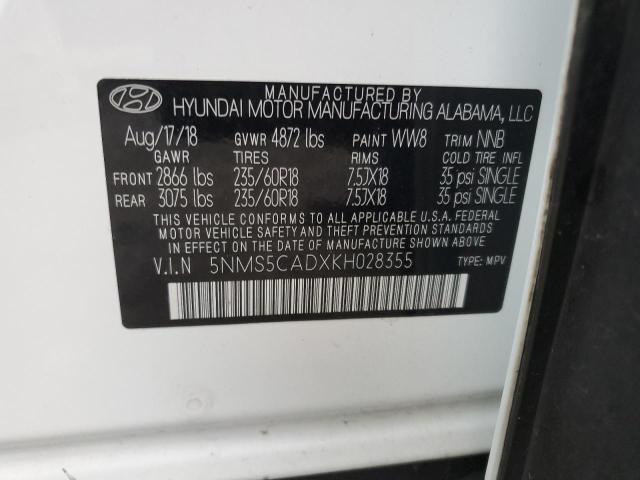 MANUFACTURED BY
HYUNDAI MOTOR MANUFACTURING ALABAMA, LLC
Aug/17/18 GVWR 4872 lbs PAINT WW8 TRIM NNB
GAWR TIRES RIMS COLD TIRE INFL
FRONT 2866 lbs 235/60R18 7.5JX18 35 psi SINGLE
REAR 3075 lbs 235/60R18 7.5JX18 35 psi SINGLE
THIS VEHICLE CONFORMS TO ALL APPLICABLE U.S.A. FEDERAL
MOTOR VEHICLE SAFETY AND THEFT PREVENTION STANDARDS
IN EFFECT ON THE DATE OF MANUFACTURE SHOWN ABOVE.
V.I.N 5NMS5CADXKH028355 TYPE: MPV